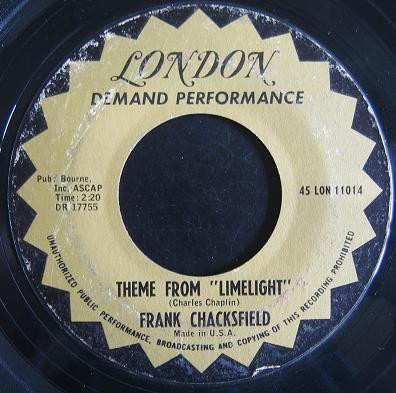 LONDON
DEMAND PERFORMANCE
Pub: Bourne,
Inc. ASCAP
Time: 2:20
DR 17755
45 LON 11014
THEME FROM "LIMELIGHT"
(Charles Chaplin)
FRANK CHACKSFIELD
Made in U.S.A.
UNAUTHORIZED PUBLIC PERFORMANCE, BROADCASTING AND COPYING OF THIS RECORDING PROHIBITED